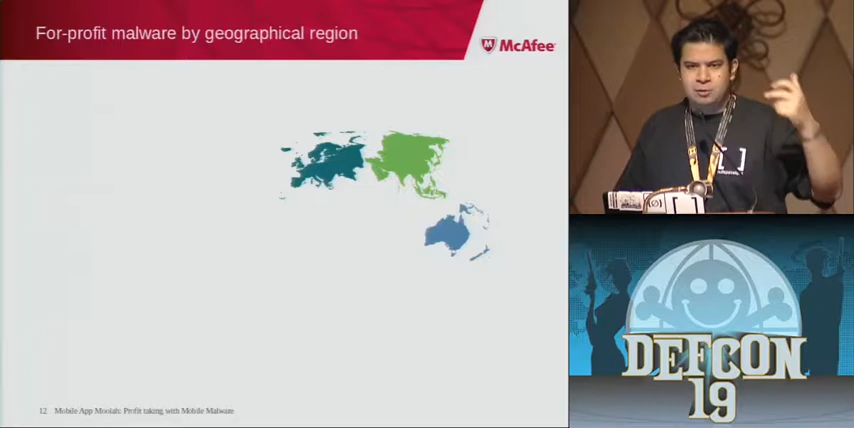 For-profit malware by geographical region
McAfee
12 Mobile App Moolah: Profit taking with Mobile Malware
[ ]
DEFCON
19